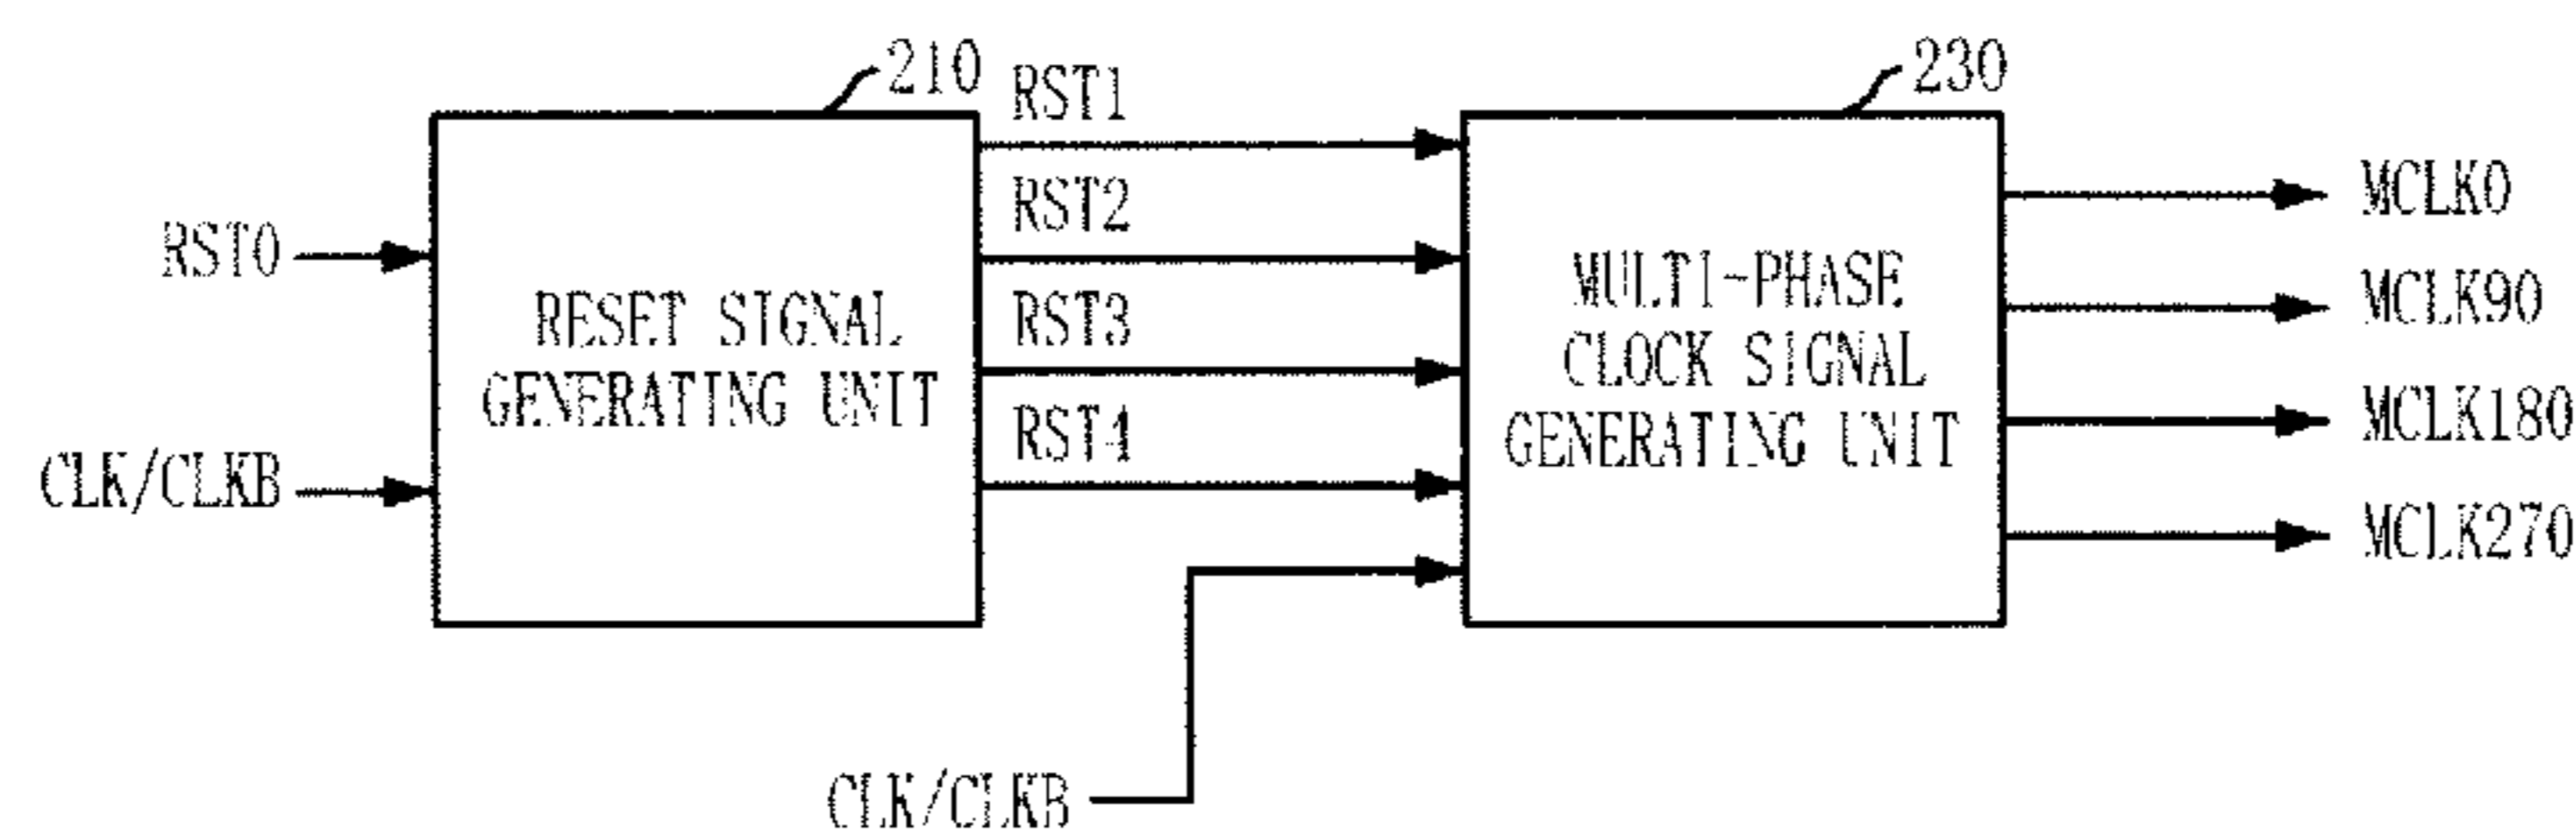 210
230
RST1
RST2
RST3
RST4
RST0
CLK/CLKB
RESET SIGNAL
GENERATING UNIT
CLK/CLKB
MULTI-PHASE
CLOCK SIGNAL
GENERATING UNIT
MCLK0
MCLK90
MCLK180
MCLK270